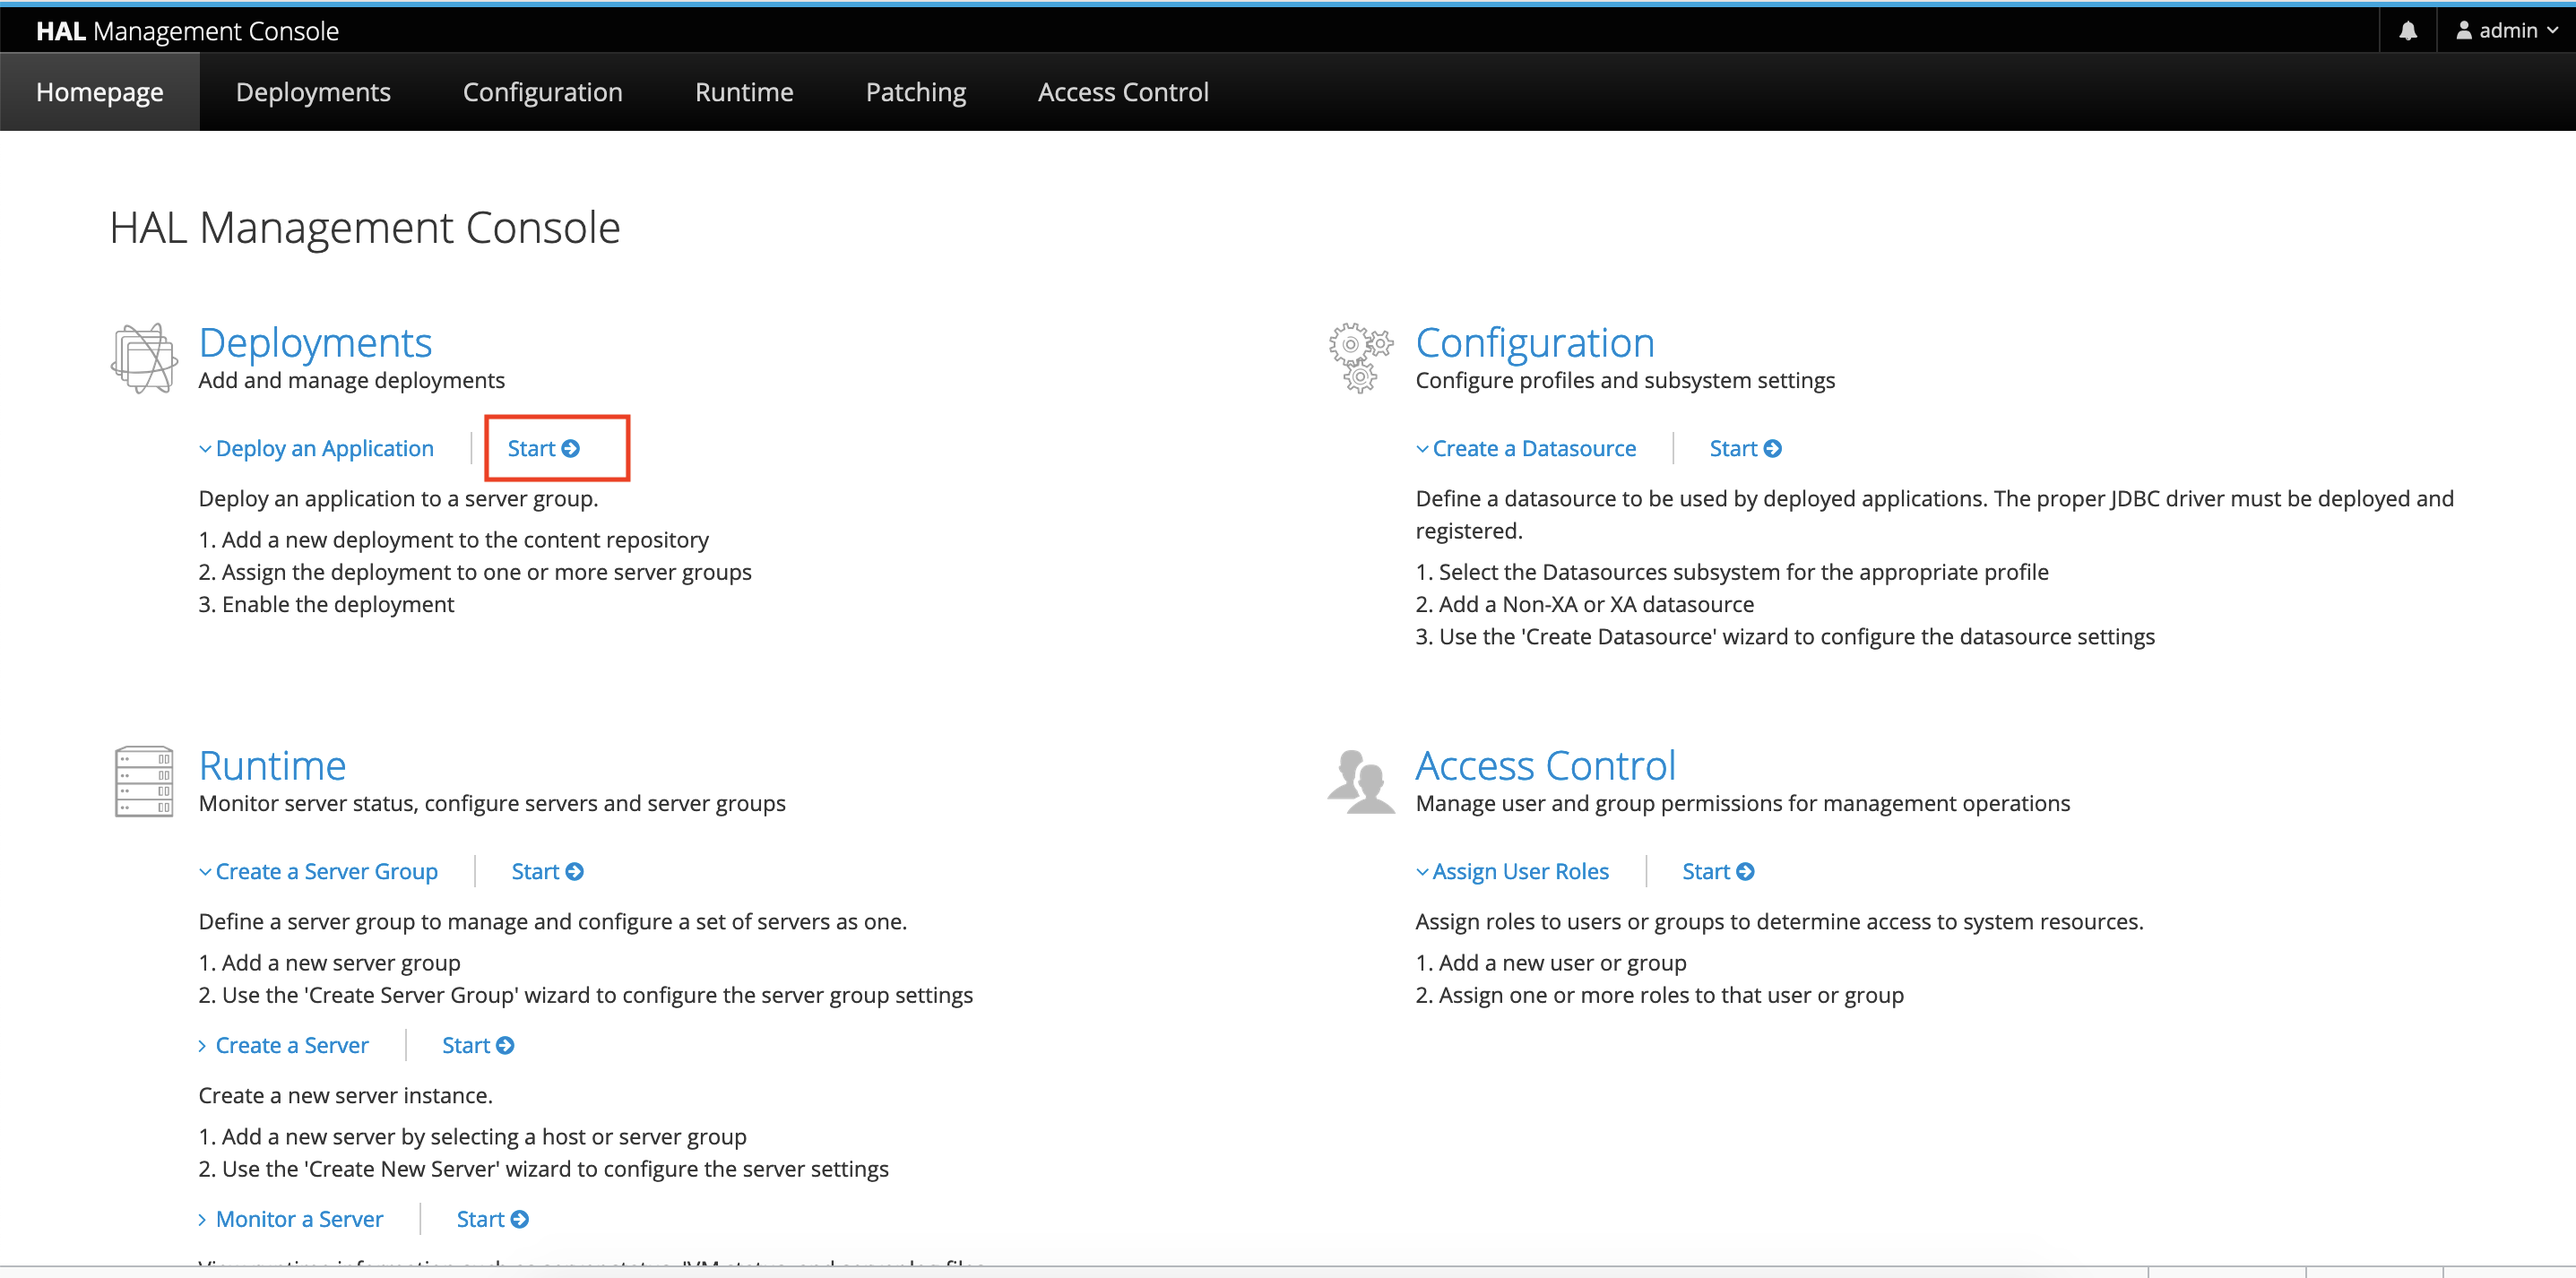 HAL Management Console
admin
Homepage Deployments Configuration Runtime Patching Access Control
HAL Management Console
Deployments
Add and manage deployments
Deploy an Application Start
Deploy an application to a server group.
1. Add a new deployment to the content repository
2. Assign the deployment to one or more server groups
3. Enable the deployment
Configuration
Configure profiles and subsystem settings
Create a Datasource Start
Define a datasource to be used by deployed applications. The proper JDBC driver must be deployed and
registered.
1. Select the Datasources subsystem for the appropriate profile
2. Add a Non-XA or XA datasource
3. Use the 'Create Datasource' wizard to configure the datasource settings
Runtime
Monitor server status, configure servers and server groups
Create a Server Group Start
Define a server group to manage and configure a set of servers as one.
1. Add a new server group
2. Use the 'Create Server Group' wizard to configure the server group settings
Create a Server Start
Create a new server instance.
1. Add a new server by selecting a host or server group
2. Use the 'Create New Server' wizard to configure the server settings
Monitor a Server Start
Access Control
Manage user and group permissions for management operations
Assign User Roles Start
Assign roles to users or groups to determine access to system resources.
1. Add a new user or group
2. Assign one or more roles to that user or group